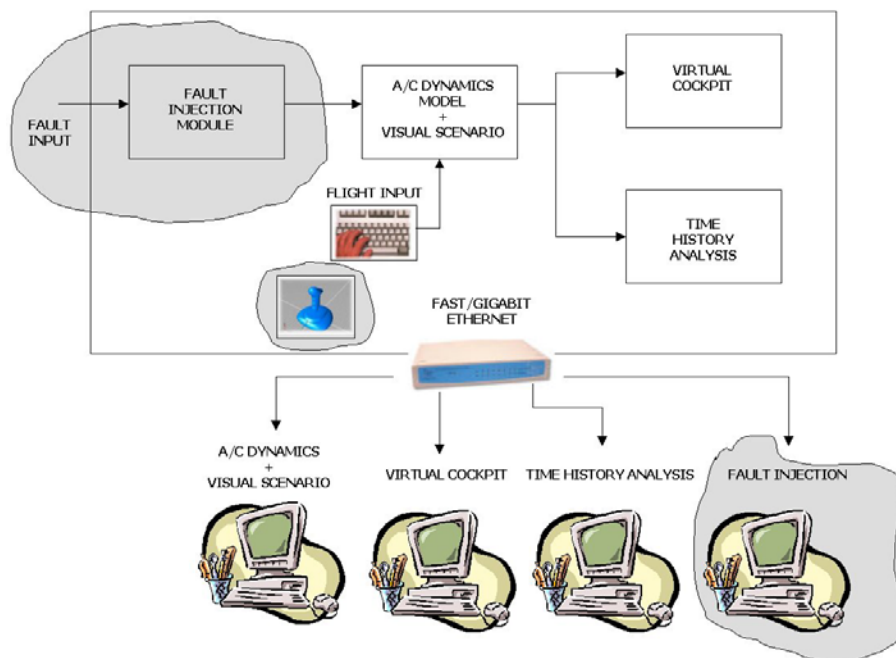 FAULT
INPUT
FAULT
INJECTION
MODULE
A/C DYNAMICS
MODEL
+
VISUAL SCENARIO
VIRTUAL
COCKPIT
FLIGHT INPUT
TIME
HISTORY
ANALYSIS
FAST/GIGABIT
ETHERNET
A/C DYNAMICS
+
VISUAL SCENARIO
VIRTUAL COCKPIT
TIME HISTORY ANALYSIS
FAULT INJECTION